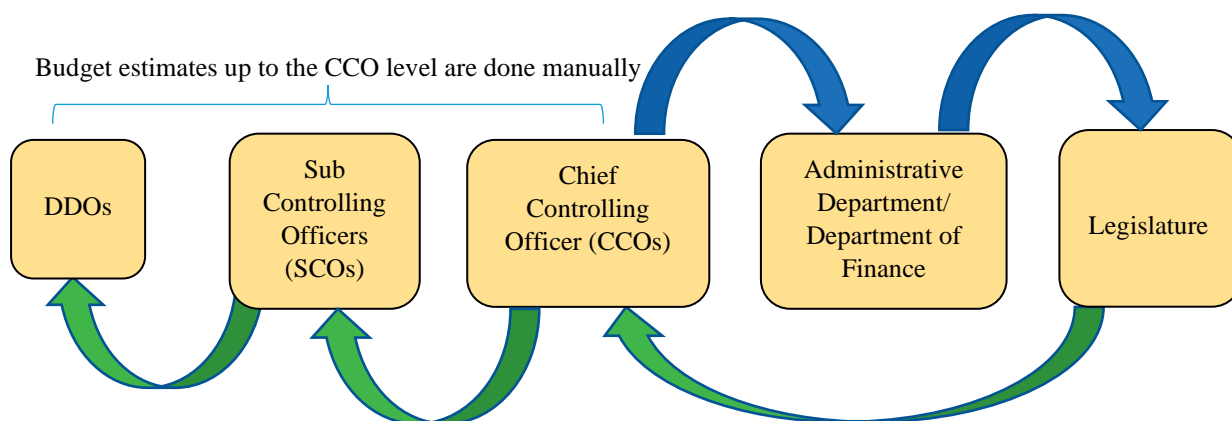 Budget estimates up to the CCO level are done manually
DDOs
Sub
Controlling
Officers
(SCOs)
Chief
Controlling
Officer (CCOs)
Administrative
Department/
Department of
Finance
Legislature